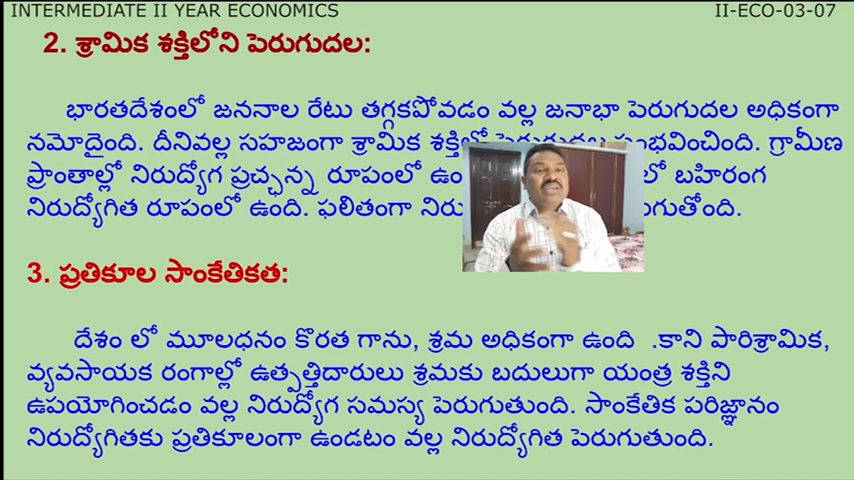 INTERMEDIATE II YEAR ECONOMICS
II-ECO-03-07
2. శ్రామిక శక్తిలోని పెరుగుదల:
భారతదేశంలో జననాల రేటు తగ్గకపోవడం వల్ల జనాభా పెరుగుదల అధికంగా
నమోదైంది. దీనివల్ల సహజంగా శ్రామిక శక్తిలో పెరుగుదల సంభవించింది. గ్రామీణ
ప్రాంతాల్లో నిరుద్యోగ ప్రచ్ఛన్న రూపంలో బహిరంగ
నిరుద్యోగిత రూపంలో ఉంది. ఫలితంగా
3. ప్రతికూల సాంకేతికత:
దేశం లో మూలధనం కొరత గాను, శ్రమ అధికంగా ఉంది .కాని పారిశ్రామిక,
వ్యవసాయక రంగాల్లో ఉత్పత్తిదారులు శ్రమకు బదులుగా యంత్ర శక్తిని
ఉపయోగించడం వల్ల నిరుద్యోగ సమస్య పెరుగుతుంది. సాంకేతిక పరిజ్ఞానం
నిరుద్యోగితకు ప్రతికూలంగా ఉండటం వల్ల నిరుద్యోగిత పెరుగుతుంది.